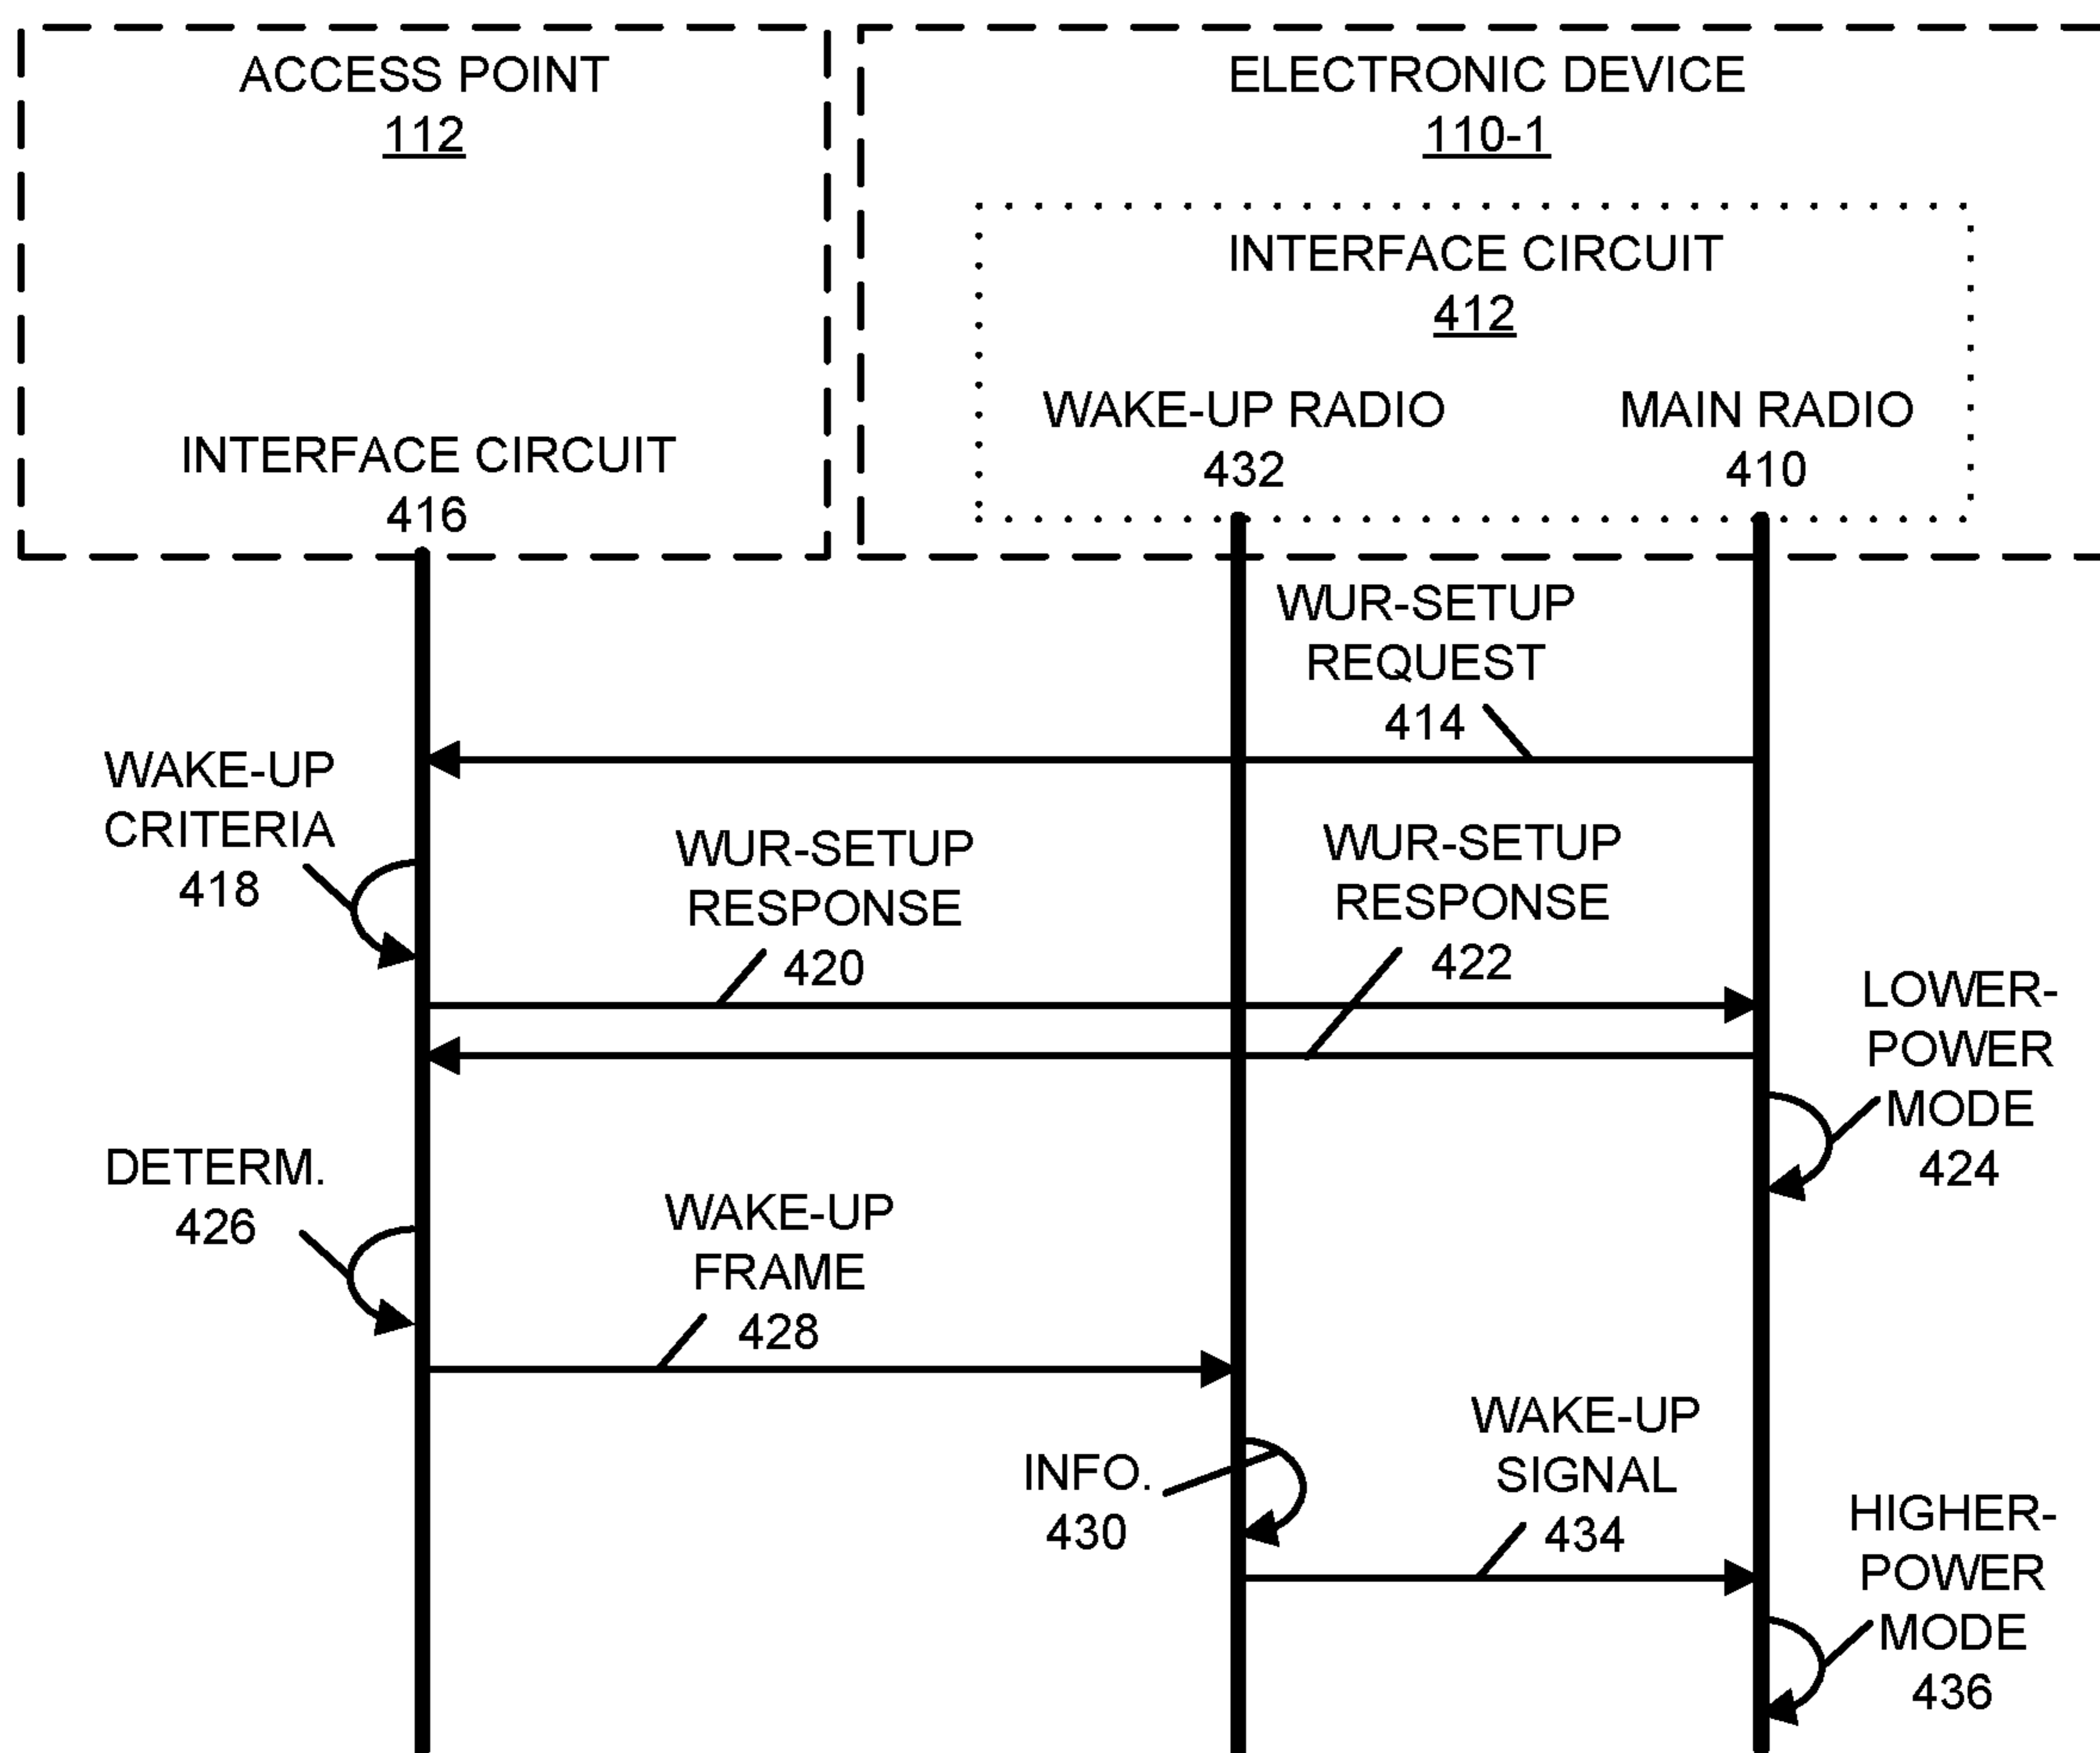 ACCESS POINT
112
INTERFACE CIRCUIT
416
ELECTRONIC DEVICE
110-1
INTERFACE CIRCUIT
412
WAKE-UP RADIO
432
MAIN RADIO
410
WUR-SETUP
REQUEST
414
WAKE-UP
CRITERIA
418
WUR-SETUP
RESPONSE
420
WUR-SETUP
RESPONSE
422
LOWER-
POWER
MODE
424
DETERM.
426
WAKE-UP
FRAME
428
INFO.
430
WAKE-UP
SIGNAL
434
HIGHER-
POWER
MODE
436